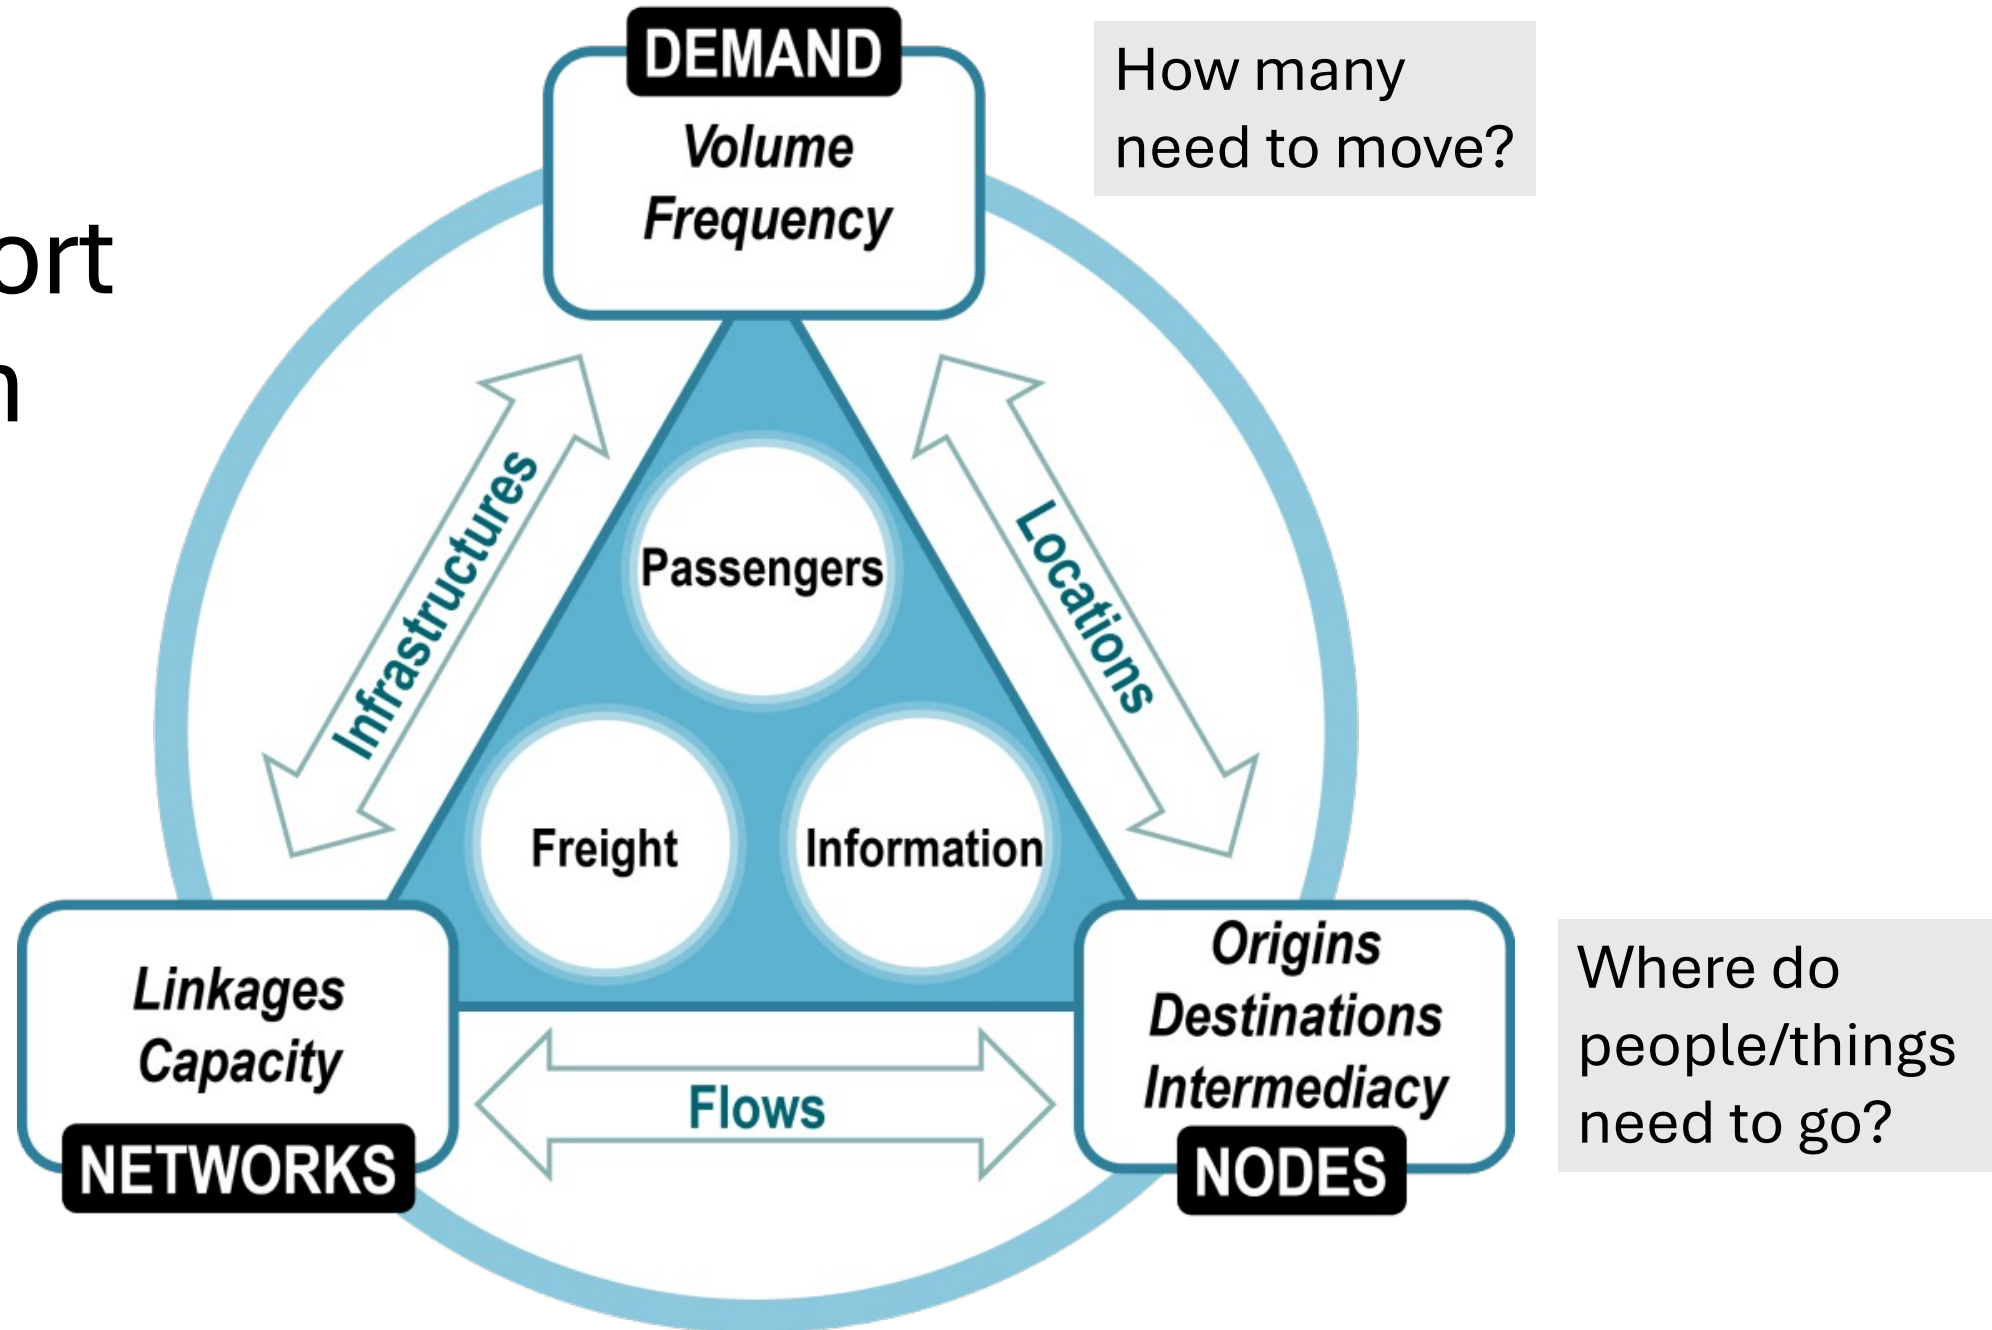 DEMAND
Volume
Frequency
How many
need to move?
ort
n
Infrastructures
Locations
Passengers
Freight
Information
Linkages
Capacity
NETWORKS
Flows
Origins
Destinations
Intermediacy
NODES
Where do
people/things
need to go?